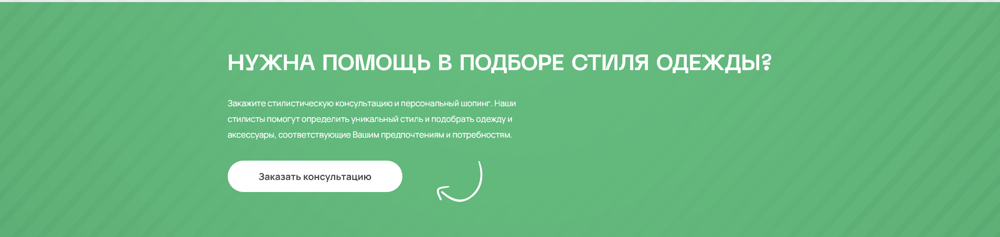 НУЖНА ПОМОЩЬ В ПОДБОРЕ СТИЛЯ ОДЕЖДЫ?
Закажите стилистическую консультацию и персональный шопинг. Наши
стилисты помогут определить уникальный стиль и подобрать одежду и
аксессуары, соответствующие Вашим предпочтениям и потребностям.
Заказать консультацию